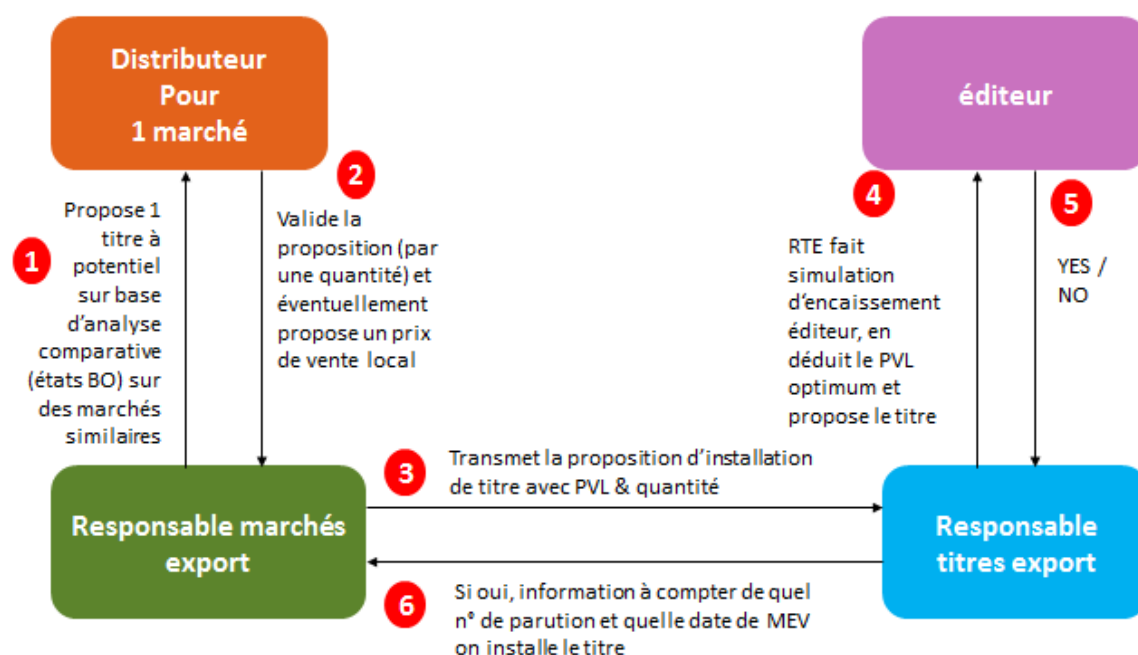 Distributeur
Pour
1 marché
éditeur
1
Propose 1
titre à
potentiel
sur base
d'analyse
comparative
(états BO) sur
des marchés
similaires
2
Valide la
proposition (par
une quantité) et
éventuellement
propose un prix
de vente local
4
RTE fait
simulation
d'encaissement
éditeur, en
déduit le PVL
optimum et
propose le titre
5
YES /
NO
3
Transmet la proposition d'installation
de titre avec PVL & quantité
Responsable marchés
export
Responsable
titres export
6
Si oui, information à compter de quel
n° de parution et quelle date de MEV
on installe le titre